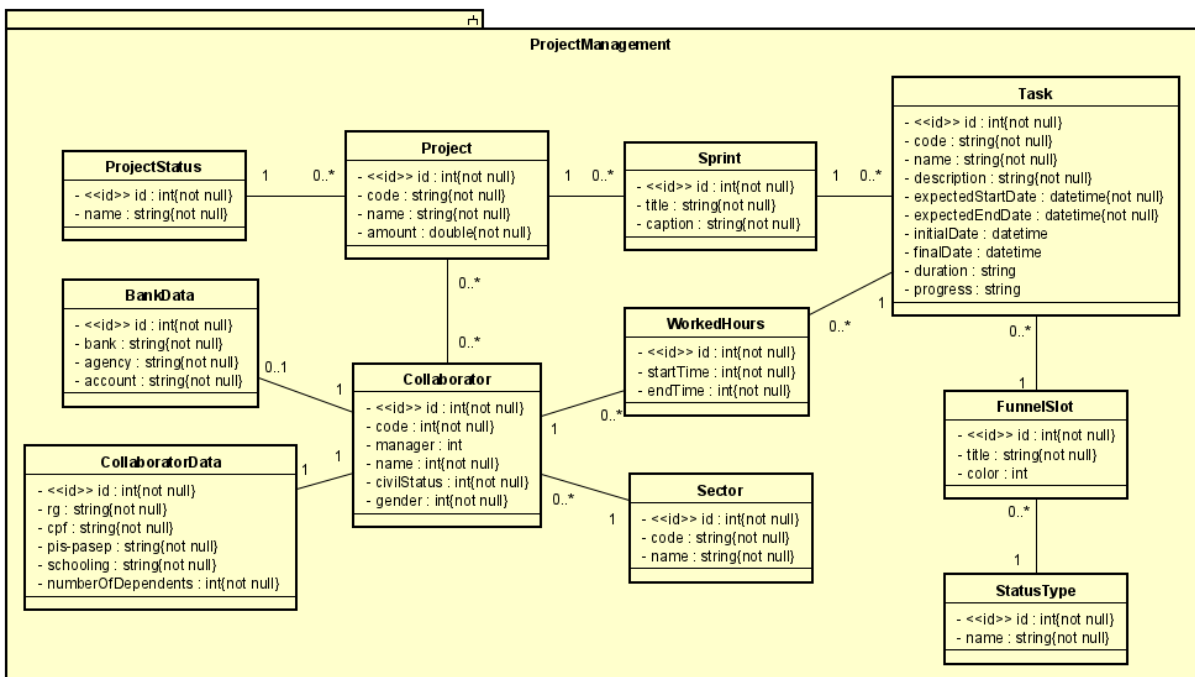 ProjectManagement
ProjectStatus
- <<id>> id : int{not null}
- name : string{not null}
1
0..*
Project
- <<id>> id : int{not null}
- code : string{not null}
- name : string{not null}
- amount : double{not null}
1
0..*
Sprint
- <<id>> id : int{not null}
- title : string{not null}
- caption : string{not null}
1
0..*
Task
- <<id>> id : int{not null}
- code : string{not null}
- name : string{not null}
- description : string{not null}
- expectedStartDate : datetime{not null}
- expectedEndDate : datetime{not null}
- initialDate : datetime
- finalDate : datetime
- duration : string
- progress : string
0..*
0..*
BankData
- <<id>> id : int{not null}
- bank : string{not null}
- agency : string{not null}
- account : string{not null}
0..1
1
Collaborator
- <<id>> id : int{not null}
- code : int{not null}
- manager : int
- name : int{not null}
- civilStatus : int{not null}
- gender : int{not null}
WorkedHours
- <<id>> id : int{not null}
- startTime : int{not null}
- endTime : int{not null}
1
0..*
1
0..*
0..*
1
FunnelSlot
- <<id>> id : int{not null}
- title : string{not null}
- color : int
CollaboratorData
- <<id>> id : int{not null}
- rg : string{not null}
- cpf : string{not null}
- pis-pasep : string{not null}
- schooling : string{not null}
- numberOfDependents : int{not null}
1
1
0..*
1
Sector
- <<id>> id : int{not null}
- code : string{not null}
- name : string{not null}
0..*
1
StatusType
- <<id>> id : int{not null}
- name : string{not null}